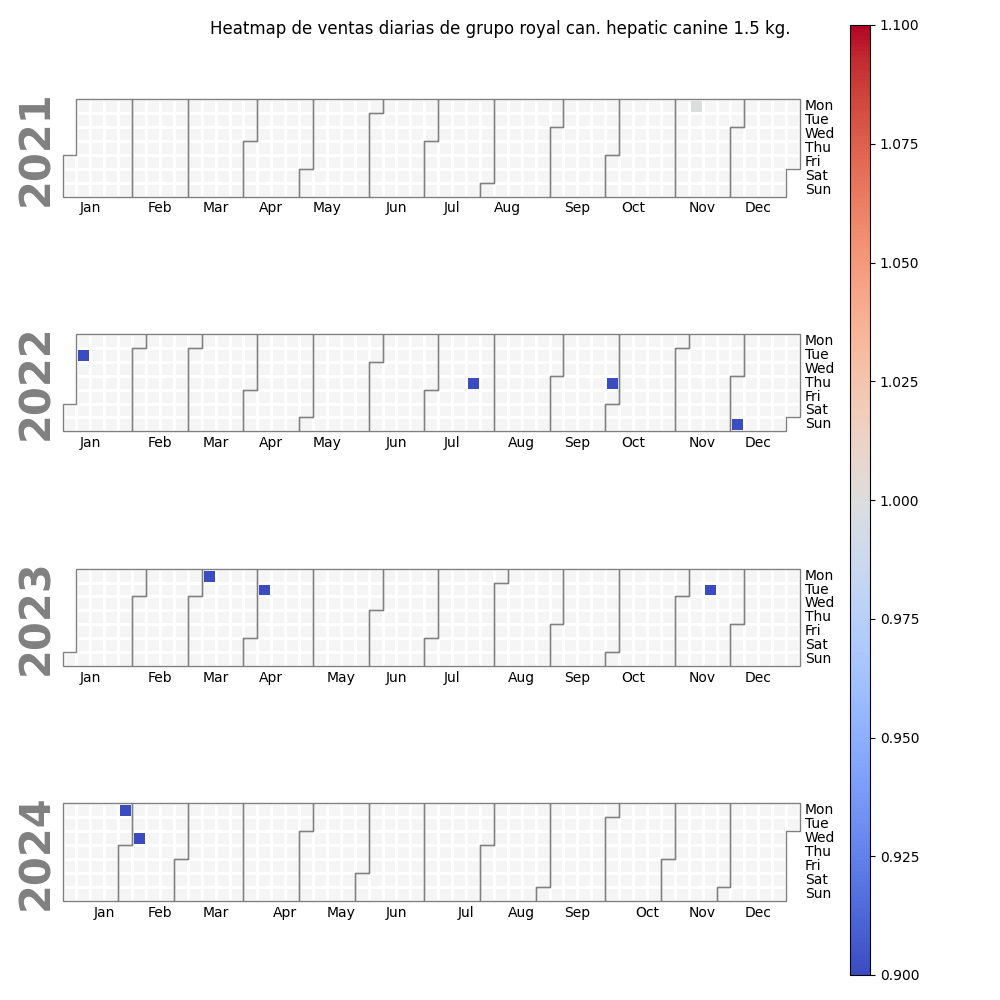 Heatmap de ventas diarias de grupo royal can. hepatic canine 1.5 kg.
2021
Mon
Tue
Wed
Thu
Fri
Sat
Sun
Jan Feb Mar Apr May Jun Jul Aug Sep Oct Nov Dec
2022
Mon
Tue
Wed
Thu
Fri
Sat
Sun
Jan Feb Mar Apr May Jun Jul Aug Sep Oct Nov Dec
2023
Mon
Tue
Wed
Thu
Fri
Sat
Sun
Jan Feb Mar Apr May Jun Jul Aug Sep Oct Nov Dec
2024
Mon
Tue
Wed
Thu
Fri
Sat
Sun
Jan Feb Mar Apr May Jun Jul Aug Sep Oct Nov Dec
1.100
1.075
1.050
1.025
1.000
0.975
0.950
0.925
0.900